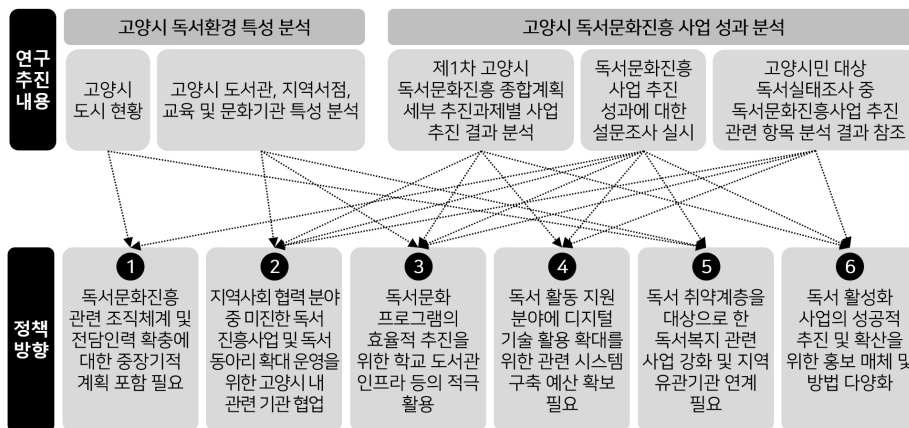 고양시 독서환경 특성 분석
고양시 독서문화진흥 사업 성과 분석
연구
추진
내용
고양시
도시 현황
고양시 도서관, 지역서점,
교육 및 문화기관 특성 분석
제1차 고양시
독서문화진흥 종합계획
세부 추진과제별 사업
추진 결과 분석
독서문화진흥
사업 추진
성과에 대한
설문조사 실시
고양시민 대상
독서실태조사 중
독서문화진흥사업 추진
관련 항목 분석 결과 참조
정책
방향
1
독서문화진흥
관련 조직체계 및
전담인력 확충에
대한 중장기적
계획 포함 필요
2
지역사회 협력 분야
중 미진한 독서
진흥사업 및 독서
동아리 확대 운영을
위한 고양시 내
관련 기관 협업
3
독서문화
프로그램의
효율적 추진을
위한 학교 도서관
인프라 등의 적극
활용
4
독서 활동 지원
분야에 디지털
기술 활용 확대를
위한 관련 시스템
구축 예산 확보
필요
5
독서 취약계층을
대상으로 한
독서복지 관련
사업 강화 및 지역
유관기관 연계
필요
6
독서 활성화
사업의 성공적
추진 및 확산을
위한 홍보 매체 및
방법 다양화